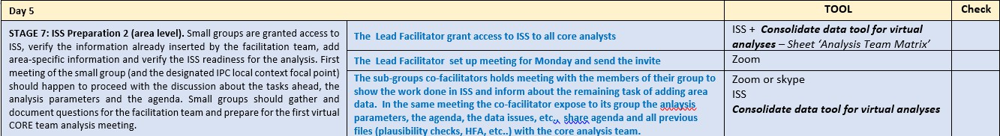 Day 5
TOOL
Check
STAGE 7: ISS Preparation 2 (area level). Small groups are granted access to
ISS, verify the information already inserted by the facilitation team, add
area-specific information and verify the ISS readiness for the analysis. First
meeting of the small group (and the designated IPC local context focal point)
should happen to proceed with the discussion about the tasks ahead, the
analysis parameters and the agenda. Small groups should gather and
document questions for the facilitation team and prepare for the first virtual
CORE team analysis meeting.
The Lead Facilitator grant access to ISS to all core analysts
ISS + Consolidate data tool for virtual
analyses – Sheet ‘Analysis Team Matrix’
The Lead Facilitator set up meeting for Monday and send the invite
Zoom
The sub-groups co-facilitators holds meeting with the members of their group to
show the work done in ISS and inform about the remaining task of adding area
data. In the same meeting the co-facilitator expose to its group the anlaysis
parameters, the agenda, the data issues, etc., share agenda and all previous
files (plausibility checks, HFA, etc..) with the core analysis team.
Zoom or skype
ISS
Consolidate data tool for virtual analyses